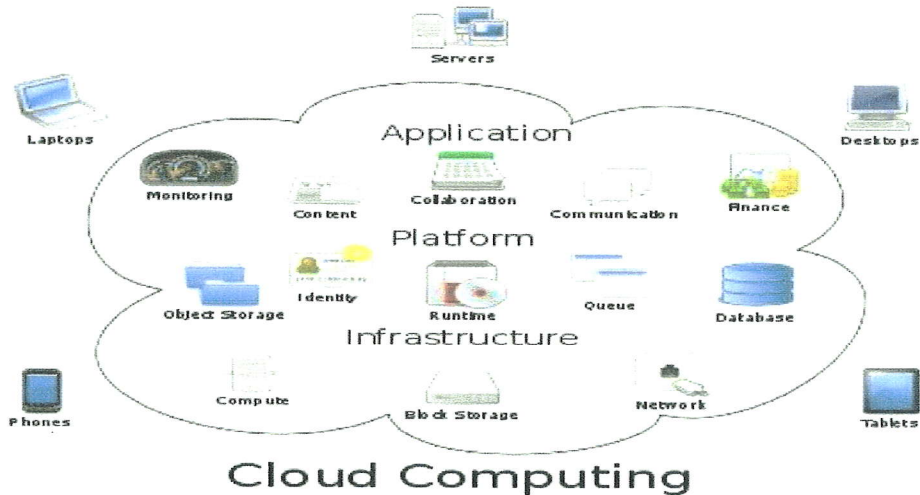 Servers
Laptops
Desktops
Application
Monitoring
Content
Collaboration
Communication
Finance
Platform
Object Storage
Identity
Runtime
Queue
Database
Infrastructure
Compute
Block Storage
Network
Phones
Tablets
Cloud Computing